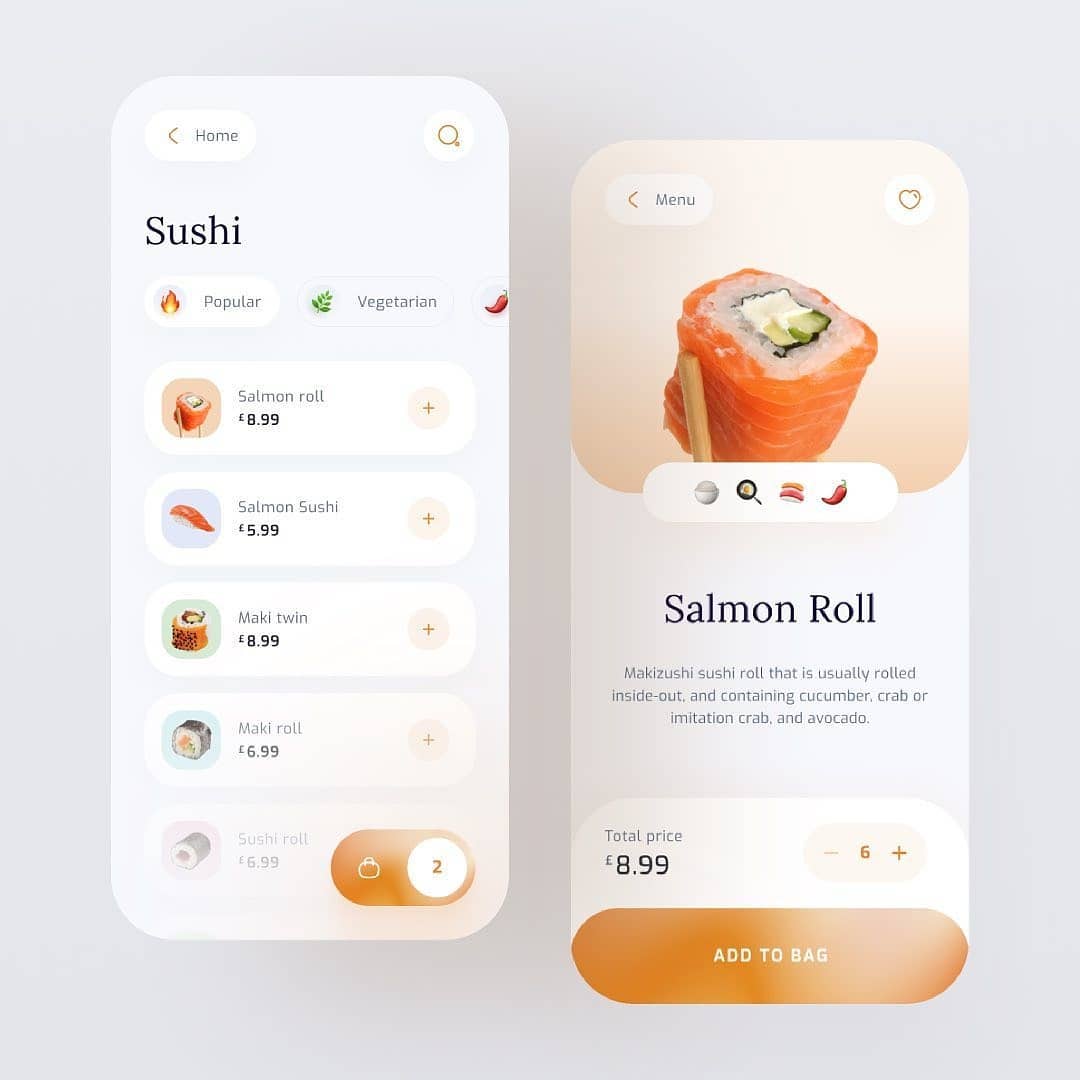 Home
Sushi
Popular
Vegetarian
Salmon roll
£8.99
Salmon Sushi
£5.99
Maki twin
£8.99
Maki roll
£6.99
Sushi roll
£6.99
2
Menu
Salmon Roll
Makizushi sushi roll that is usually rolled
inside-out, and containing cucumber, crab or
imitation crab, and avocado.
Total price
£8.99
− 6 +
ADD TO BAG